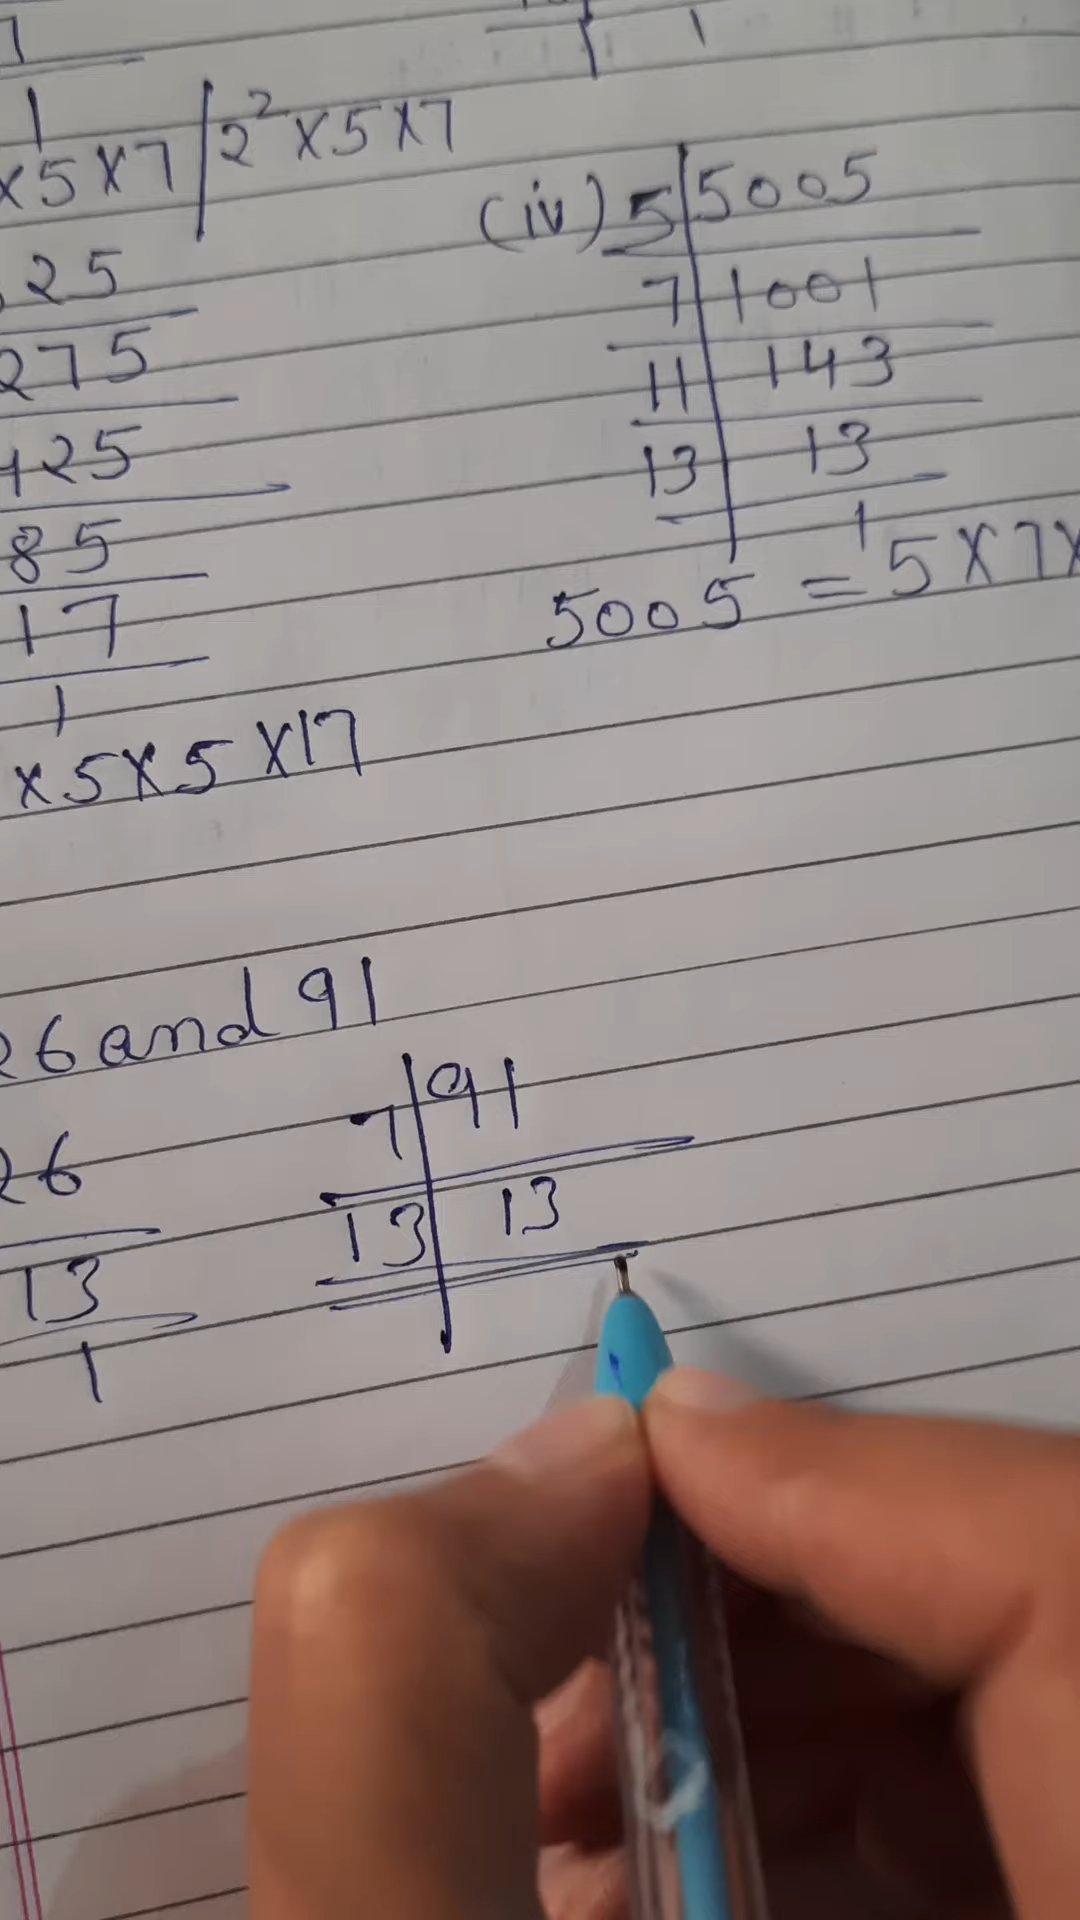 7
1
×5×7 / 2²×5×7
25
275
425
85
17
1
×5×5×17
(iv) 5 | 5005
7 | 1001
11 | 143
13 | 13
1
5005 = 5×7×
26 and 91
26
13
1
7 | 91
13 | 13